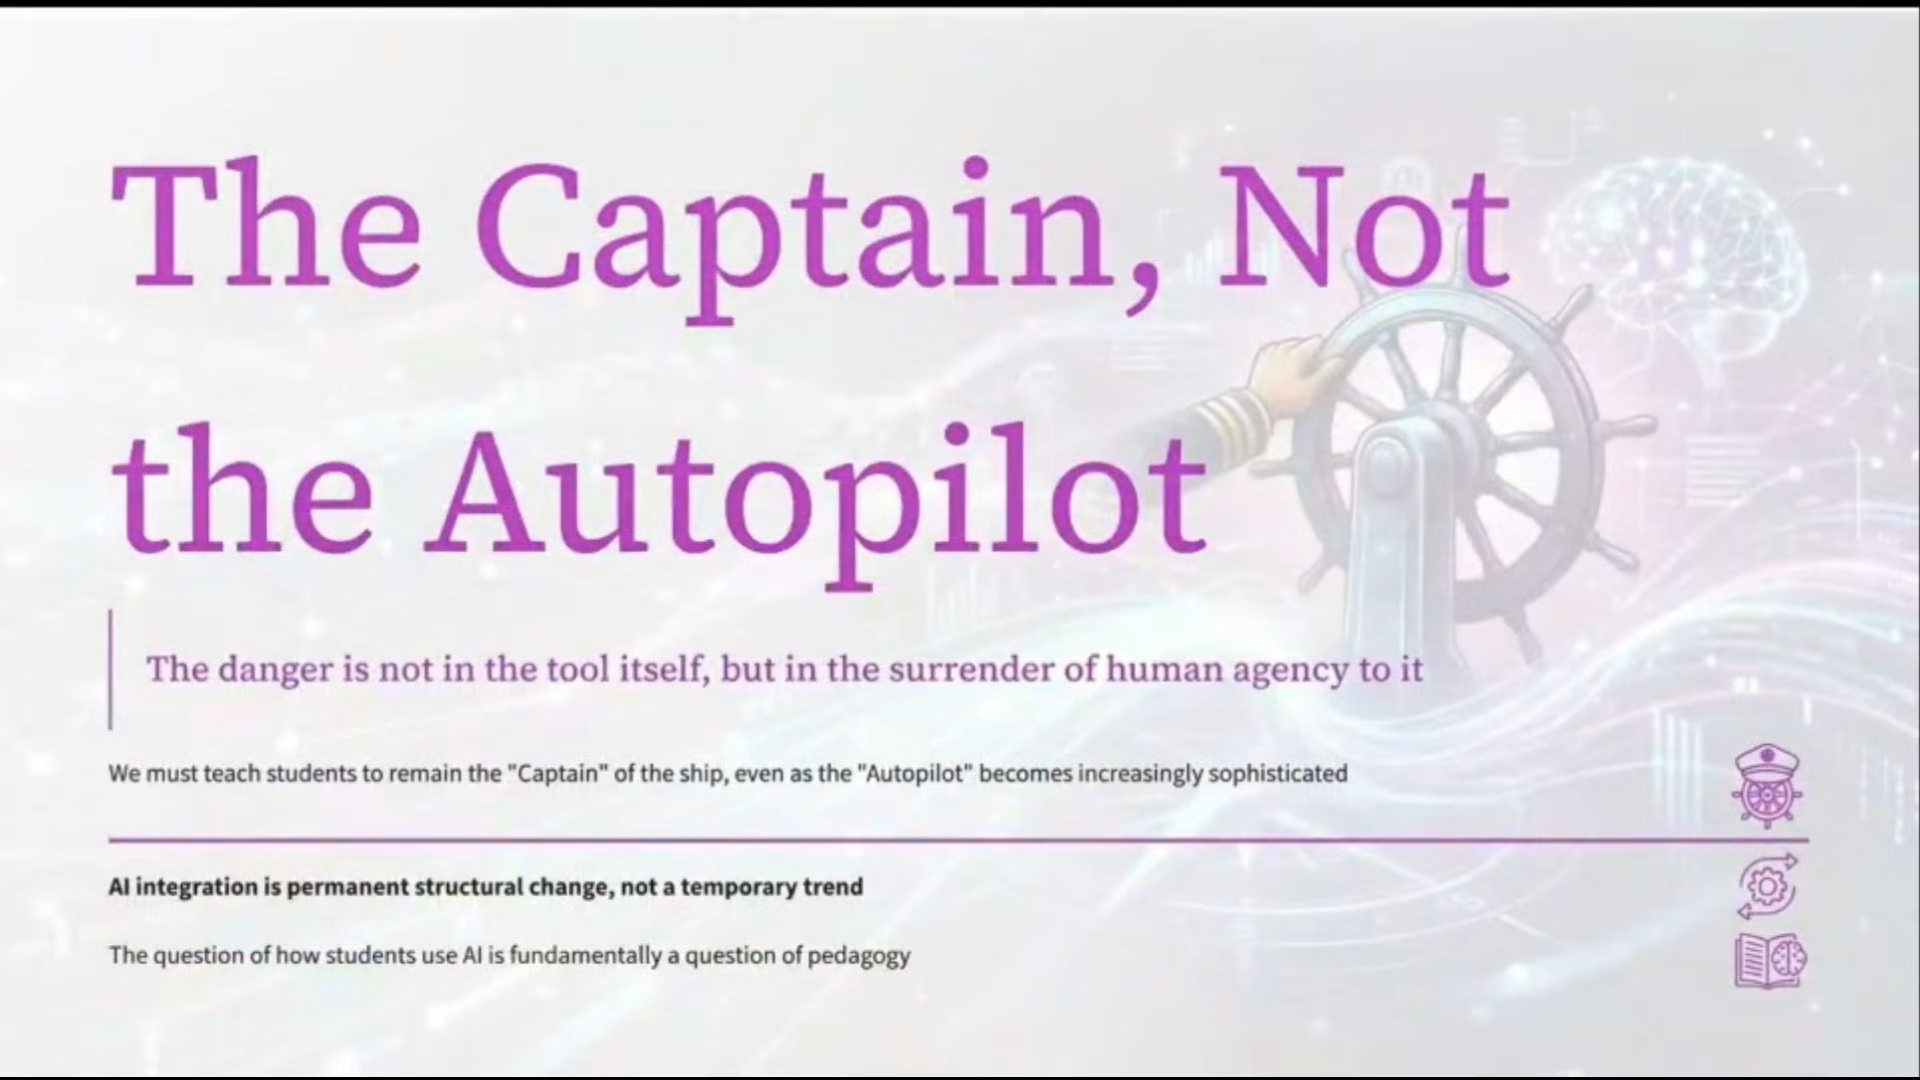 The Captain, Not
the Autopilot
The danger is not in the tool itself, but in the surrender of human agency to it
We must teach students to remain the "Captain" of the ship, even as the "Autopilot" becomes increasingly sophisticated
AI integration is permanent structural change, not a temporary trend
The question of how students use AI is fundamentally a question of pedagogy